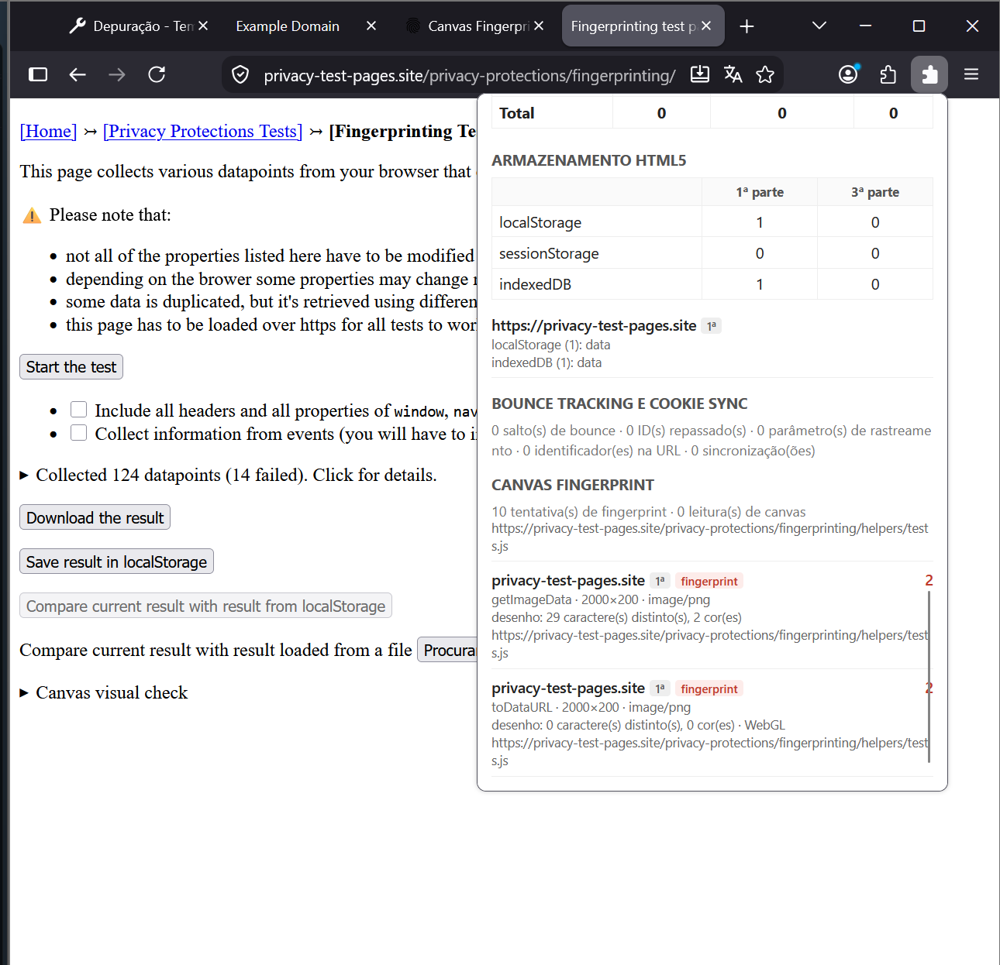 Depuração - Ten
Example Domain
Canvas Fingerpri
Fingerprinting test p
privacy-test-pages.site/privacy-protections/fingerprinting/
[Home] ↣ [Privacy Protections Tests] ↣ [Fingerprinting Te
This page collects various datapoints from your browser that
⚠️ Please note that:
• not all of the properties listed here have to be modified
• depending on the brower some properties may change
• some data is duplicated, but it's retrieved using differen
• this page has to be loaded over https for all tests to wor
Start the test
• Include all headers and all properties of window, nav
• Collect information from events (you will have to i
▶ Collected 124 datapoints (14 failed). Click for details.
Download the result
Save result in localStorage
Compare current result with result from localStorage
Compare current result with result loaded from a file Procurar
▶ Canvas visual check
Total 0 0 0
ARMAZENAMENTO HTML5
1ª parte 3ª parte
localStorage 1 0
sessionStorage 0 0
indexedDB 1 0
https://privacy-test-pages.site 1ª
localStorage (1): data
indexedDB (1): data
BOUNCE TRACKING E COOKIE SYNC
0 salto(s) de bounce · 0 ID(s) repassado(s) · 0 parâmetro(s) de rastreame
nto · 0 identificador(es) na URL · 0 sincronização(ões)
CANVAS FINGERPRINT
10 tentativa(s) de fingerprint · 0 leitura(s) de canvas
https://privacy-test-pages.site/privacy-protections/fingerprinting/helpers/test
s.js
privacy-test-pages.site 1ª fingerprint 2
getImageData · 2000×200 · image/png
desenho: 29 caractere(s) distinto(s), 2 cor(es)
https://privacy-test-pages.site/privacy-protections/fingerprinting/helpers/test
s.js
privacy-test-pages.site 1ª fingerprint 2
toDataURL · 2000×200 · image/png
desenho: 0 caractere(s) distinto(s), 0 cor(es) · WebGL
https://privacy-test-pages.site/privacy-protections/fingerprinting/helpers/test
s.js